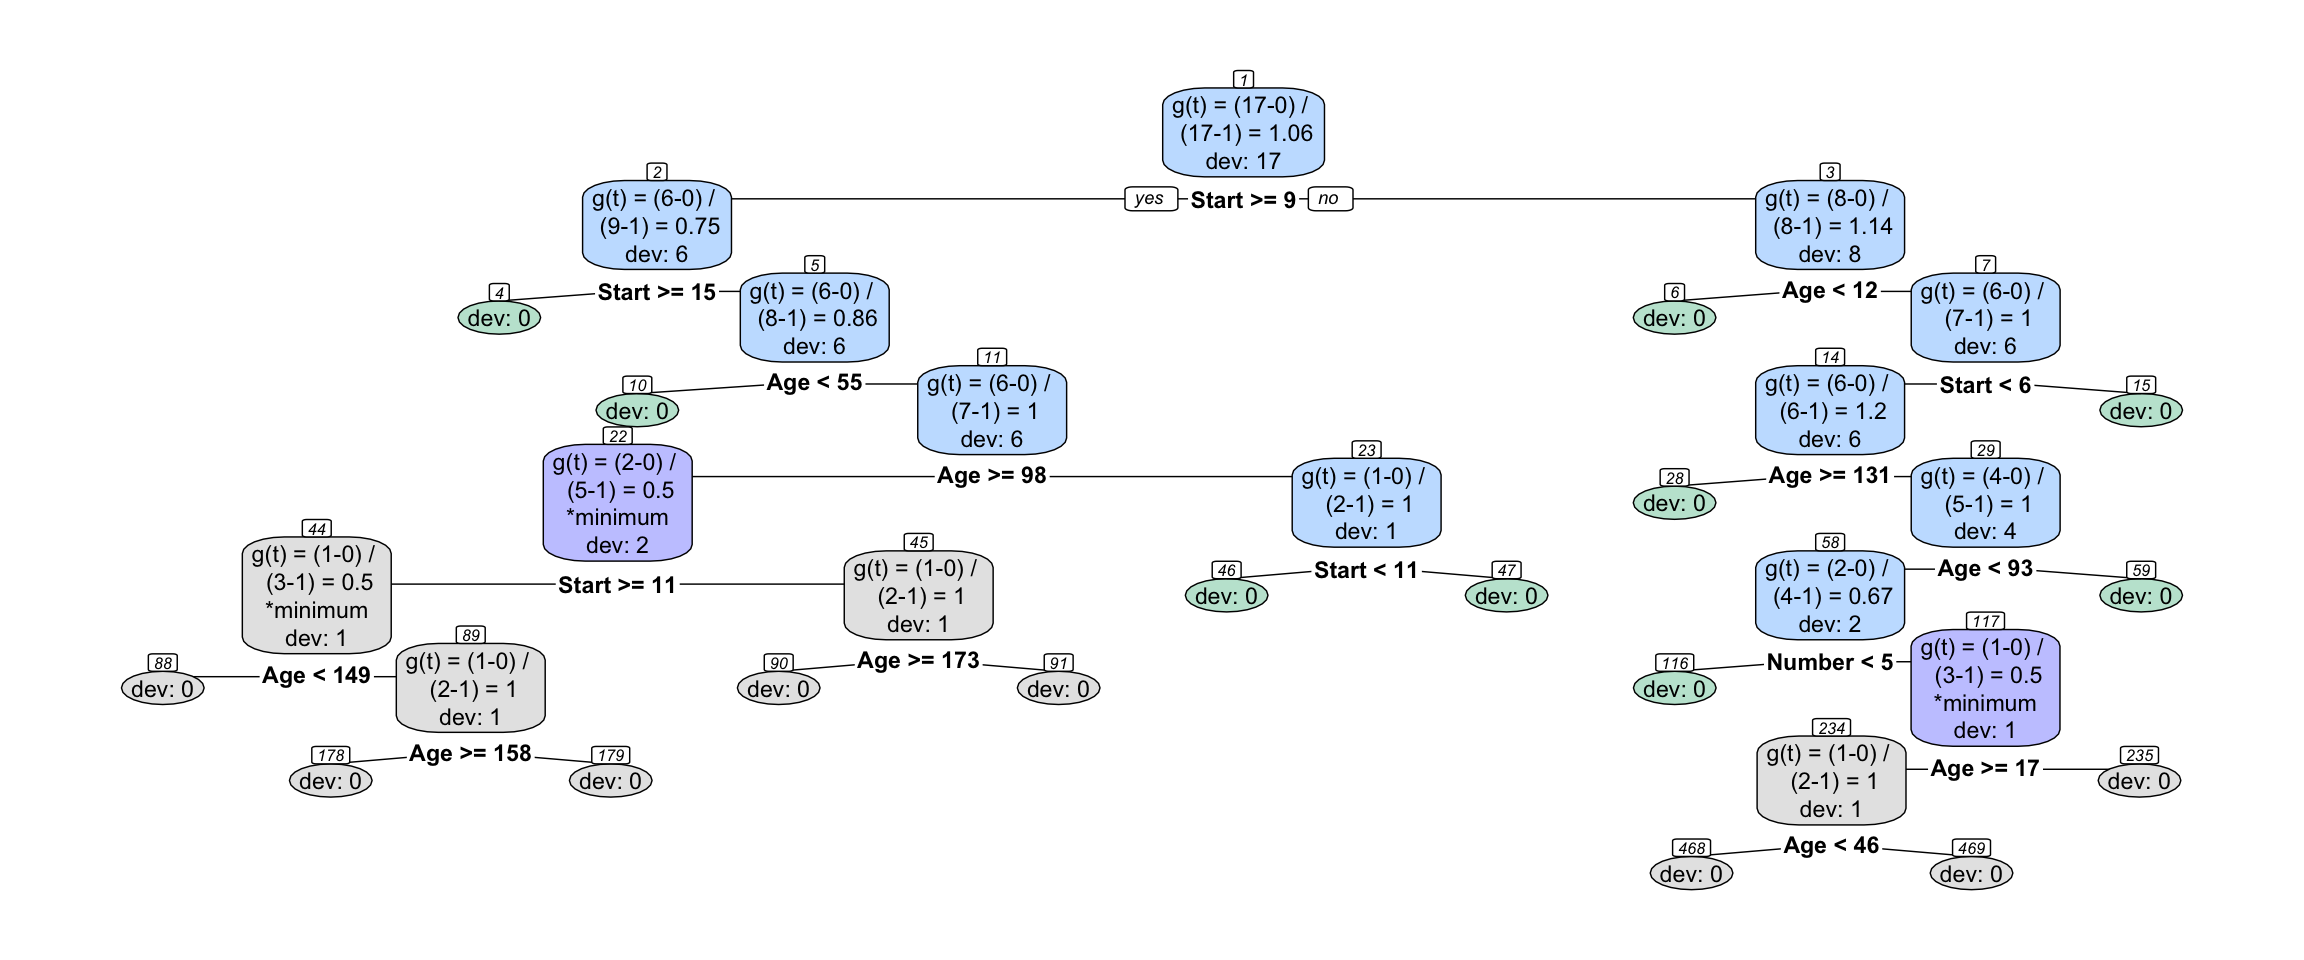 1
g(t) = (17-0) /
(17-1) = 1.06
dev: 17
yes
Start >= 9
no
2
g(t) = (6-0) /
(9-1) = 0.75
dev: 6
3
g(t) = (8-0) /
(8-1) = 1.14
dev: 8
Start >= 15
Age < 12
4
dev: 0
5
g(t) = (6-0) /
(8-1) = 0.86
dev: 6
6
dev: 0
7
g(t) = (6-0) /
(7-1) = 1
dev: 6
Age < 55
Start < 6
10
dev: 0
11
g(t) = (6-0) /
(7-1) = 1
dev: 6
14
g(t) = (6-0) /
(6-1) = 1.2
dev: 6
15
dev: 0
Age >= 98
Age >= 131
22
g(t) = (2-0) /
(5-1) = 0.5
*minimum
dev: 2
23
g(t) = (1-0) /
(2-1) = 1
dev: 1
28
dev: 0
29
g(t) = (4-0) /
(5-1) = 1
dev: 4
Start >= 11
Start < 11
Age < 93
44
g(t) = (1-0) /
(3-1) = 0.5
*minimum
dev: 1
45
g(t) = (1-0) /
(2-1) = 1
dev: 1
46
dev: 0
47
dev: 0
58
g(t) = (2-0) /
(4-1) = 0.67
dev: 2
59
dev: 0
Age < 149
Age >= 173
Number < 5
88
dev: 0
89
g(t) = (1-0) /
(2-1) = 1
dev: 1
90
dev: 0
91
dev: 0
116
dev: 0
117
g(t) = (1-0) /
(3-1) = 0.5
*minimum
dev: 1
Age >= 158
Age >= 17
178
dev: 0
179
dev: 0
234
g(t) = (1-0) /
(2-1) = 1
dev: 1
235
dev: 0
Age < 46
468
dev: 0
469
dev: 0